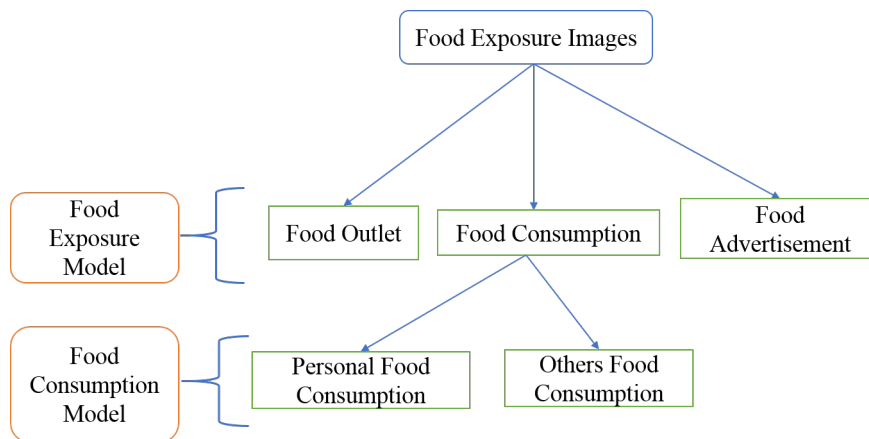 Food Exposure Images
Food
Exposure
Model
Food Outlet
Food Consumption
Food
Advertisement
Food
Consumption
Model
Personal Food
Consumption
Others Food
Consumption